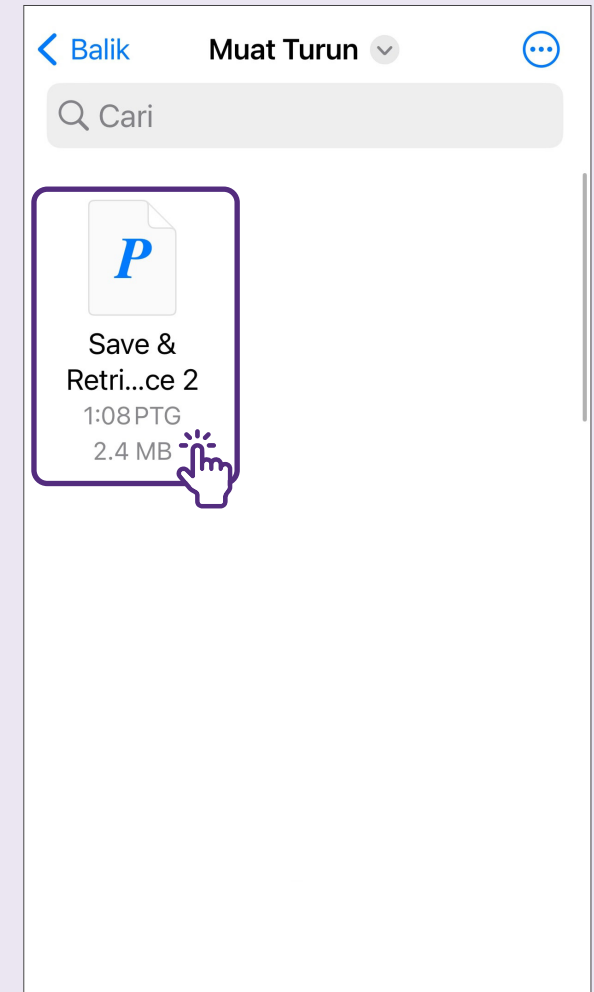 Balik
Muat Turun
Cari
P
Save &
Retri...ce 2
1:08 PTG
2.4 MB